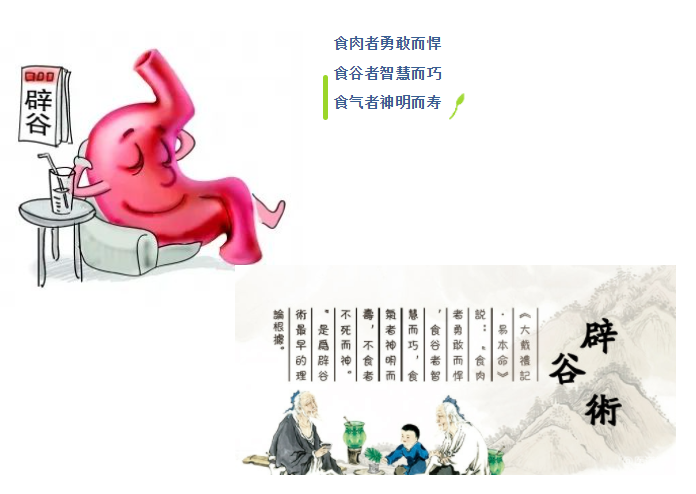 食肉者勇敢而悍
食谷者智慧而巧
食气者神明而寿
辟
谷
辟
谷
術
《大戴禮記
·易本命》
説：“食肉
者勇敢而悍
，食谷者智
慧而巧，食
氣者神明而
壽，不食者
不死而神”
。是爲辟谷
術最早的理
論根據。